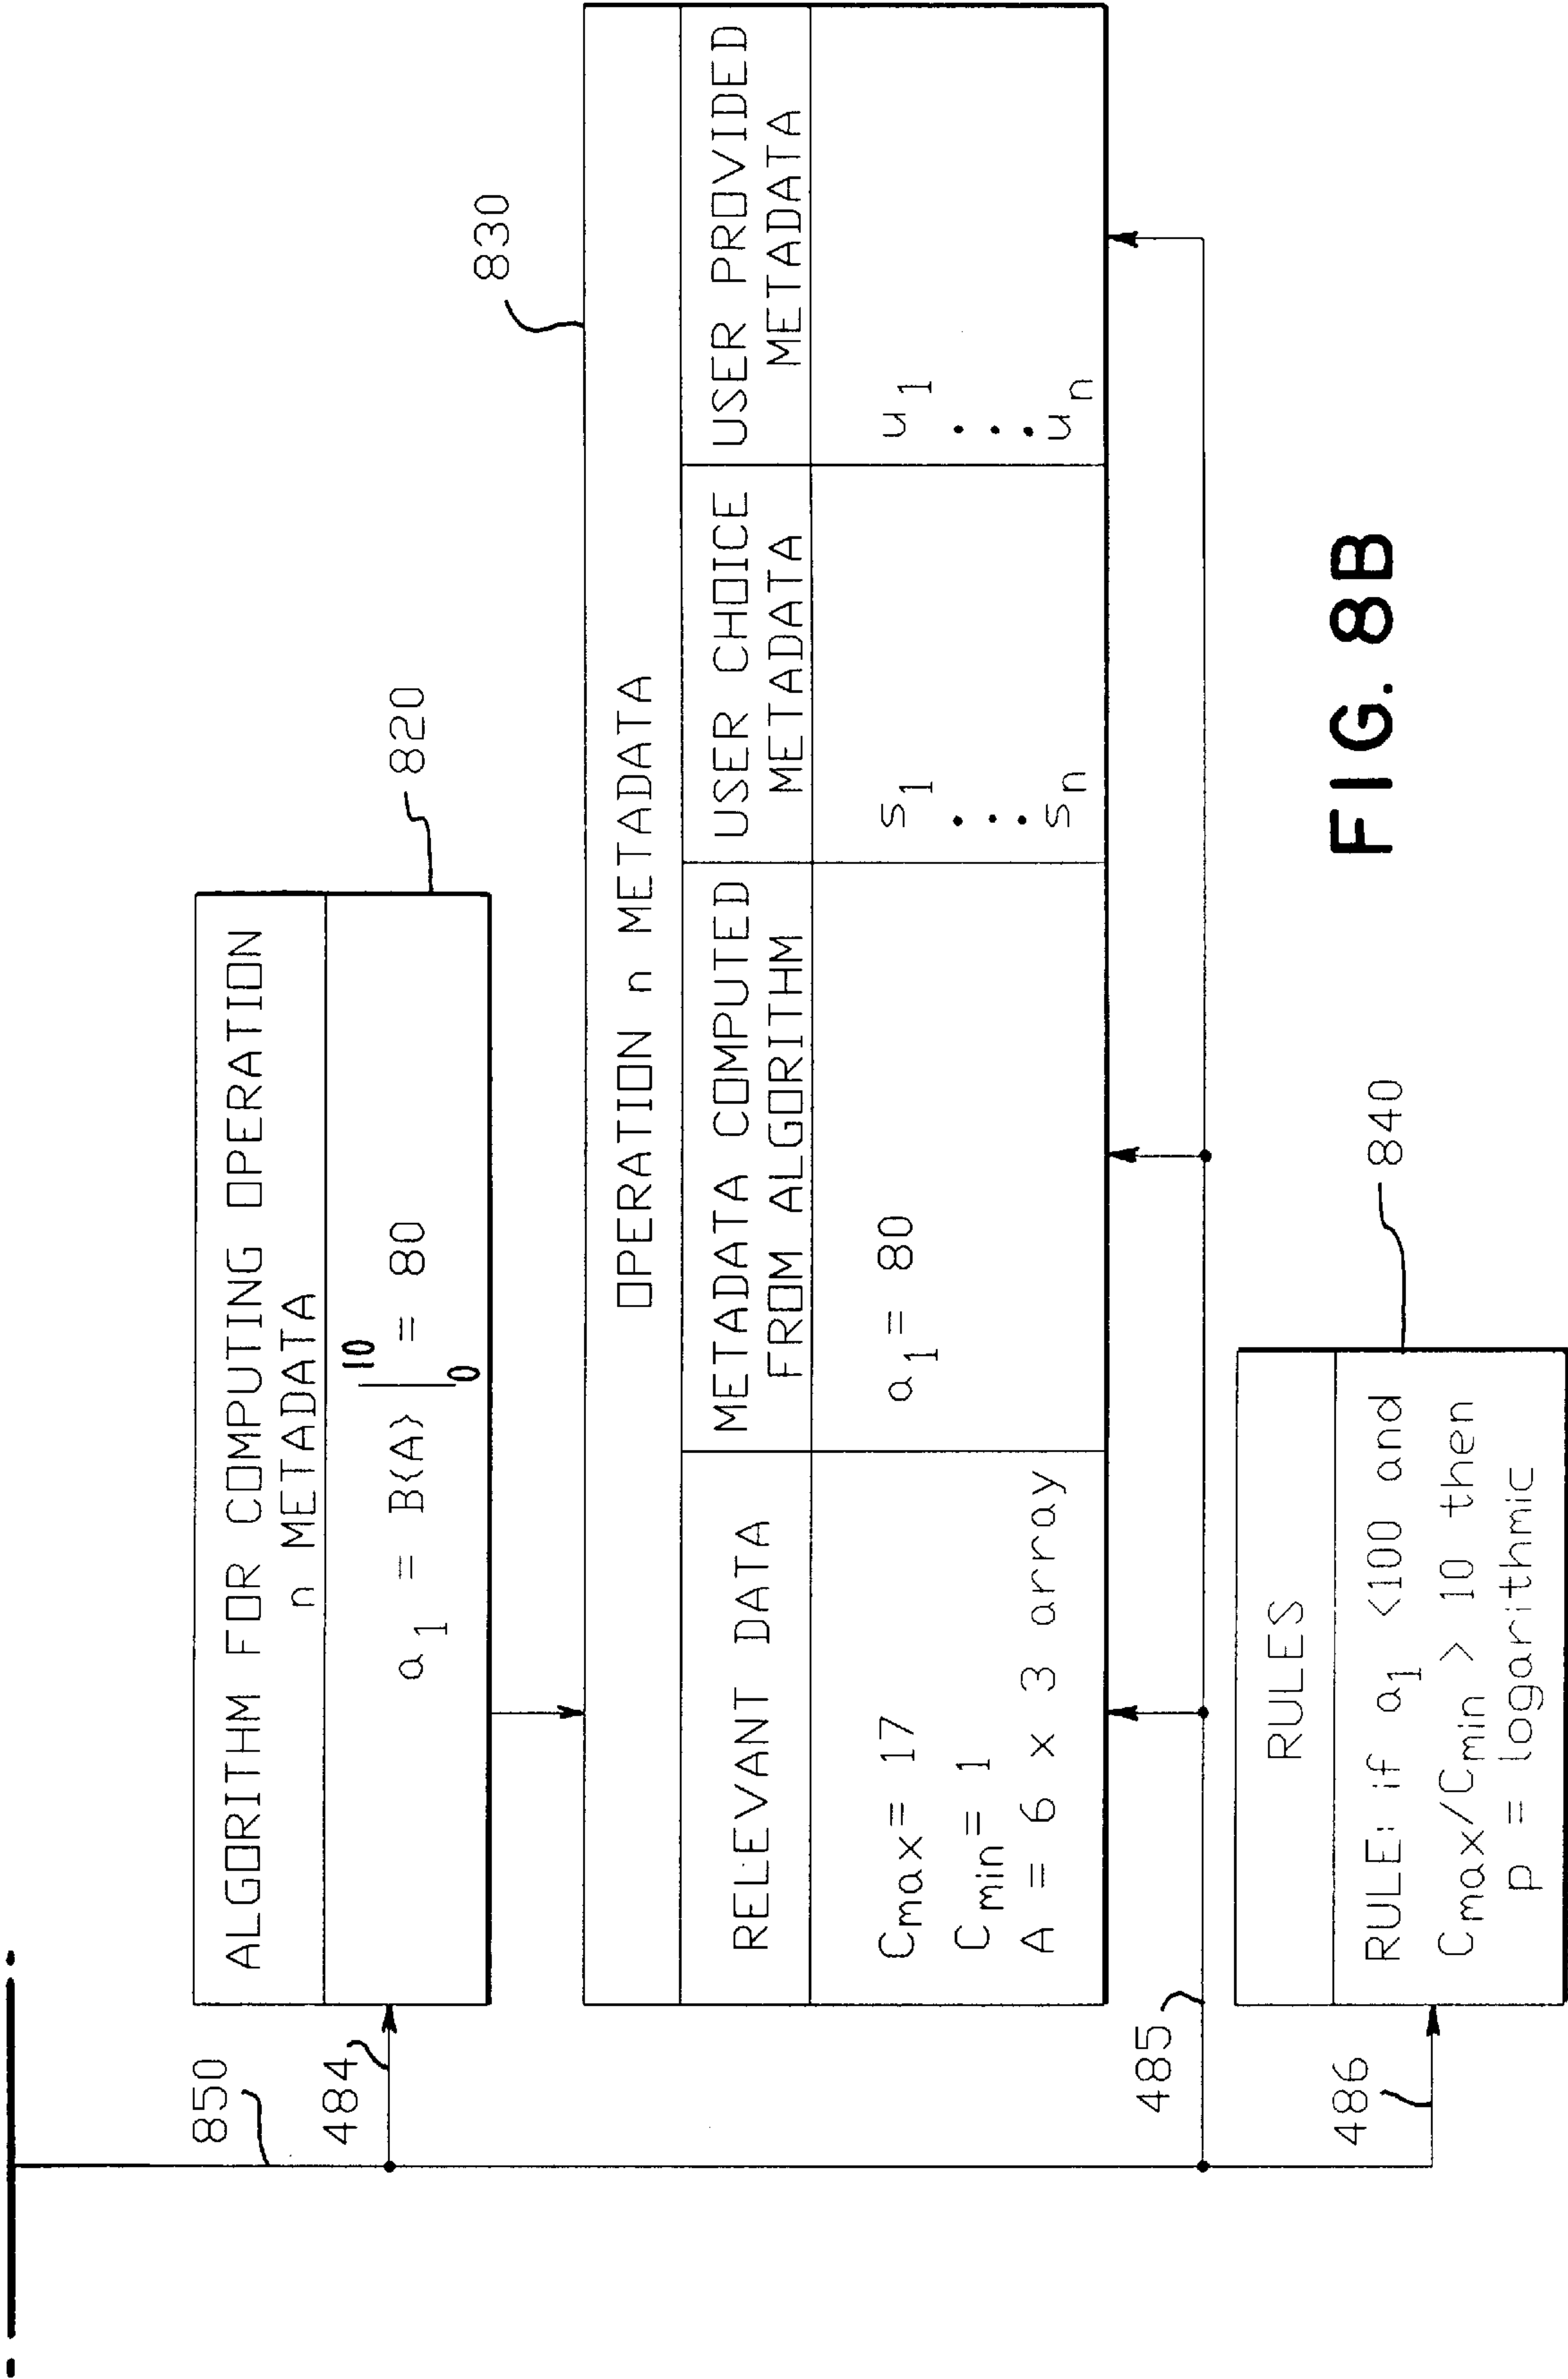 850
484
ALGORITHM FOR COMPUTING OPERATION
n METADATA
a1 = B(A) |10 0 = 80
820
830
OPERATION n METADATA
RELEVANT DATA
Cmax = 17
Cmin = 1
A = 6 x 3 array
METADATA COMPUTED
FROM ALGORITHM
a1 = 80
USER CHOICE
METADATA
s1
...
sn
USER PROVIDED
METADATA
u1
...
un
485
486
RULES
RULE: if a1 <100 and
Cmax/Cmin > 10 then
p = logarithmic
840
FIG. 8B